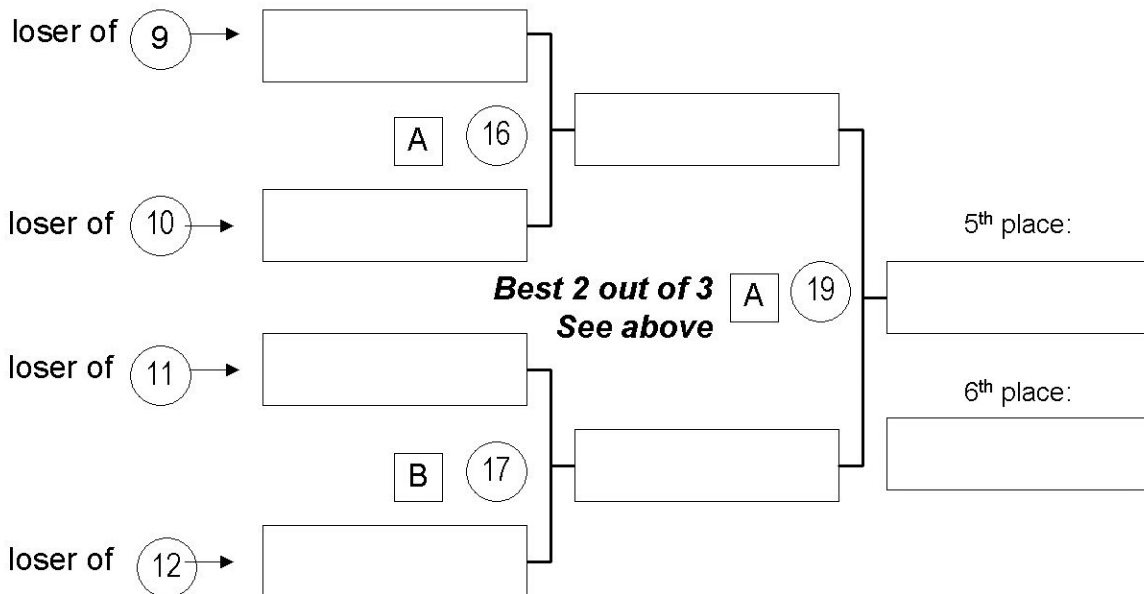 loser of 9
A 16
loser of 10
5th place:
Best 2 out of 3
See above
A 19
loser of 11
6th place:
B 17
loser of 12